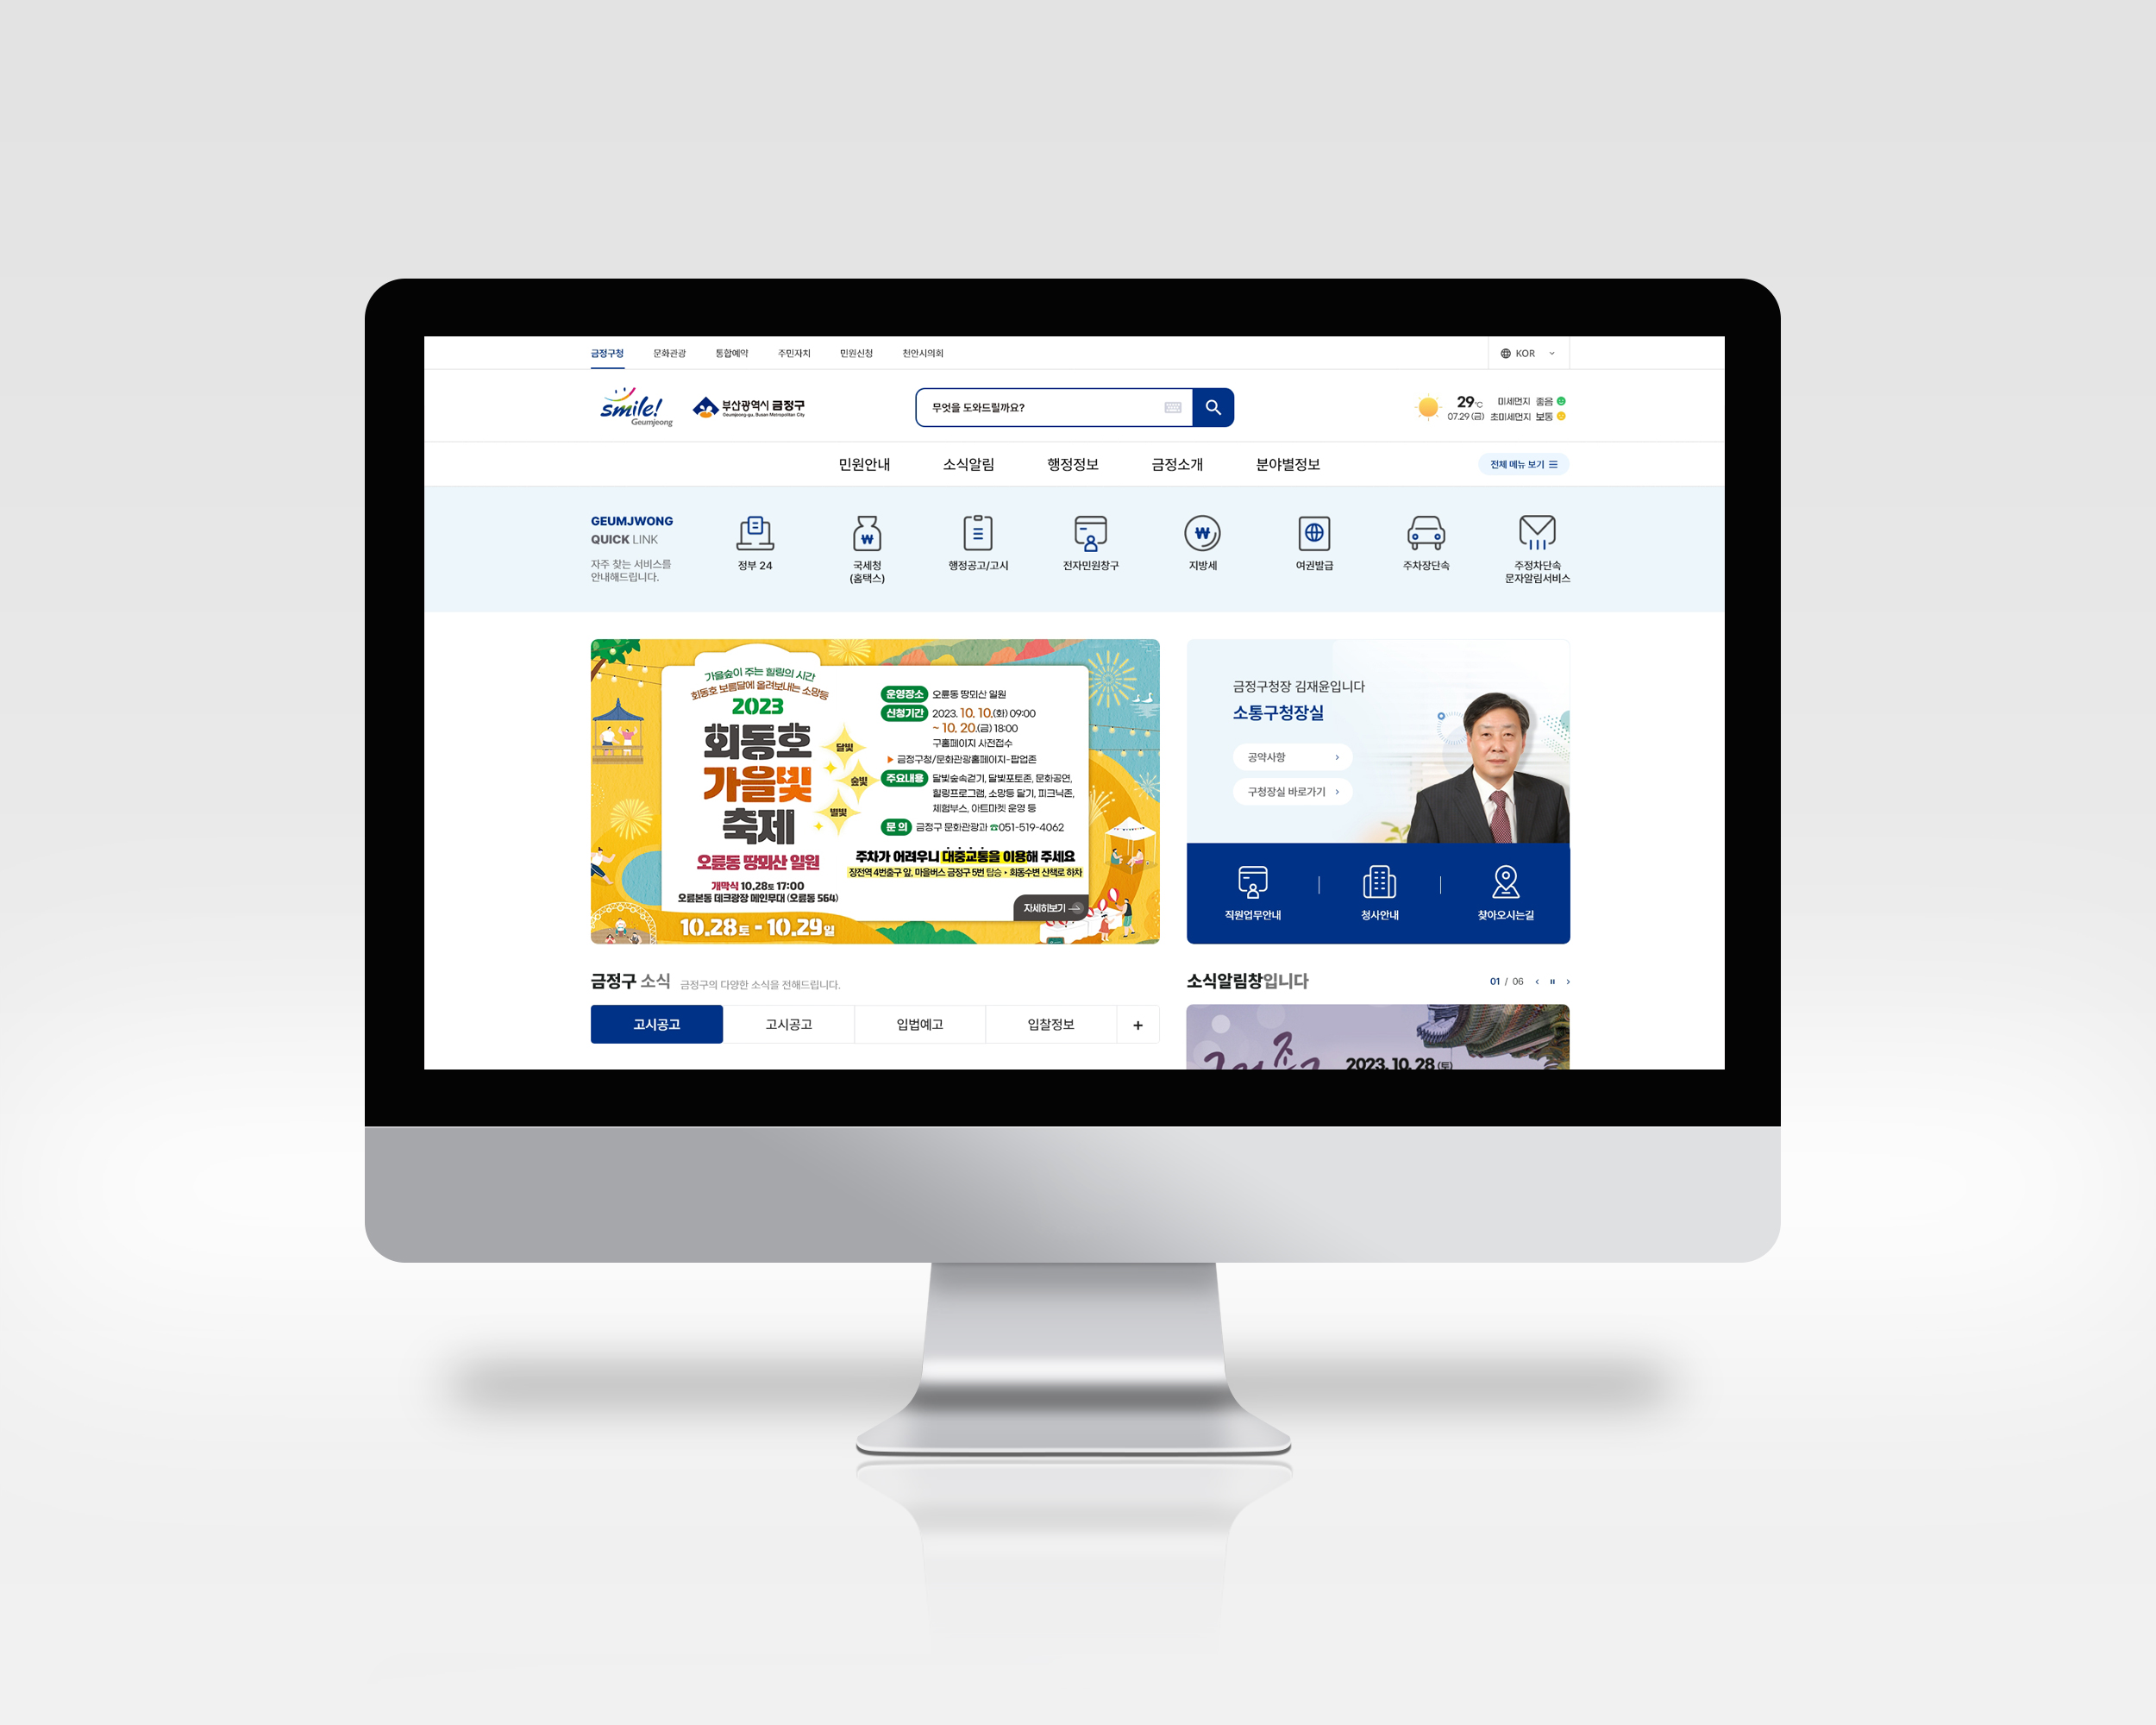 금정구청 문화관광 통합예약 주민자치 민원신청 천안시의회
KOR
smile!
Geumjeong
부산광역시 금정구
Geumjeong-gu, Busan Metropolitan City
무엇을 도와드릴까요?
29℃ 미세먼지 좋음
07.29 (금) 초미세먼지 보통
민원안내 소식알림 행정정보 금정소개 분야별정보
전체 메뉴 보기
GEUMJWONG
QUICK LINK
자주 찾는 서비스를
안내해드립니다.
정부 24
국세청
(홈택스)
행정공고/고시
전자민원창구
지방세
여권발급
주차장단속
주정차단속
문자알림서비스
가을숲이 주는 힐링의 시간
회동호 보름달에 올려보내는 소망등
2023
회동호
가을빛
축제
달빛
숲빛
별빛
오륜동 땅뫼산 일원
개막식 10.28토 17:00
오륜본동 데크광장 메인무대 (오륜동 564)
10.28토 - 10.29일
운영장소 오륜동 땅뫼산 일원
신청기간 2023. 10. 10.(화) 09:00
~ 10. 20.(금) 18:00
구홈페이지 사전접수
▶ 금정구청/문화관광홈페이지-팝업존
주요내용 달빛숲속걷기, 달빛포토존, 문화공연,
힐링프로그램, 소망등 달기, 피크닉존,
체험부스, 아트마켓 운영 등
문 의 금정구 문화관광과 ☎051-519-4062
주차가 어려우니 대중교통을 이용해 주세요
장전역 4번출구 앞, 마을버스 금정구 5번 탑승 ▸ 회동수변 산책로 하차
자세히보기
금정구청장 김재윤입니다
소통구청장실
공약사항
구청장실 바로가기
직원업무안내
청사안내
찾아오시는길
금정구 소식 금정구의 다양한 소식을 전해드립니다.
고시공고 고시공고 입법예고 입찰정보 +
소식알림창입니다
01 / 06
2023. 10. 28 (토)